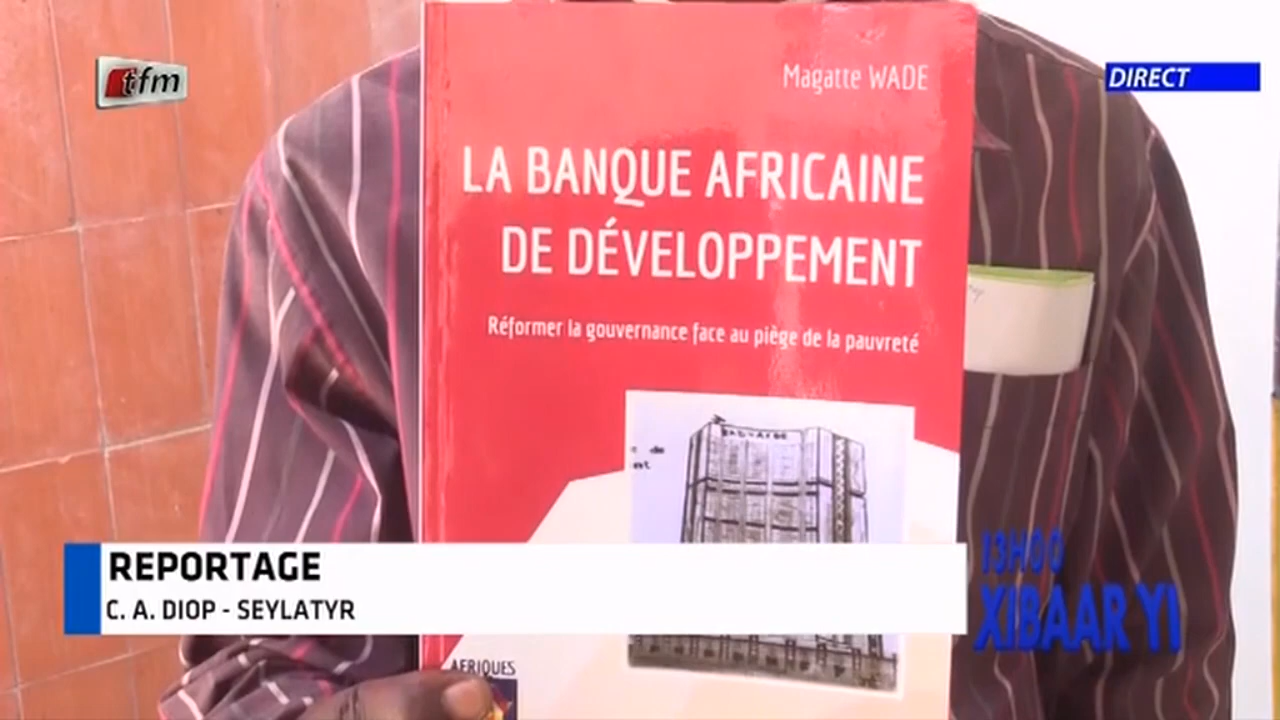 tfm
DIRECT
Magatte WADE
LA BANQUE AFRICAINE
DE DÉVELOPPEMENT
Réformer la gouvernance face au piège de la pauvreté
de
13H00
XIBAAR YI
REPORTAGE
C. A. DIOP - SEYLATYR
AFRIQUES